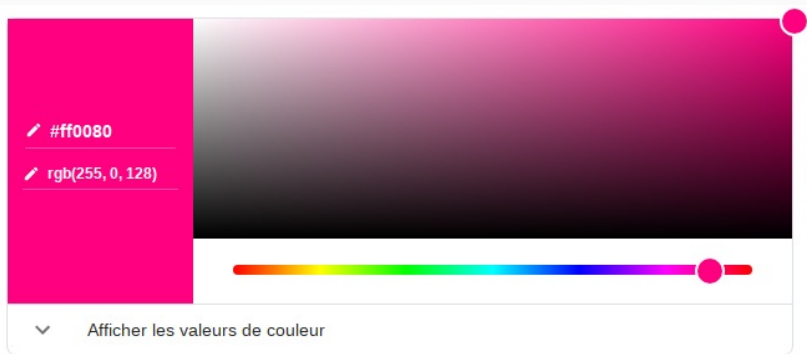 #ff0080
rgb(255, 0, 128)
Afficher les valeurs de couleur